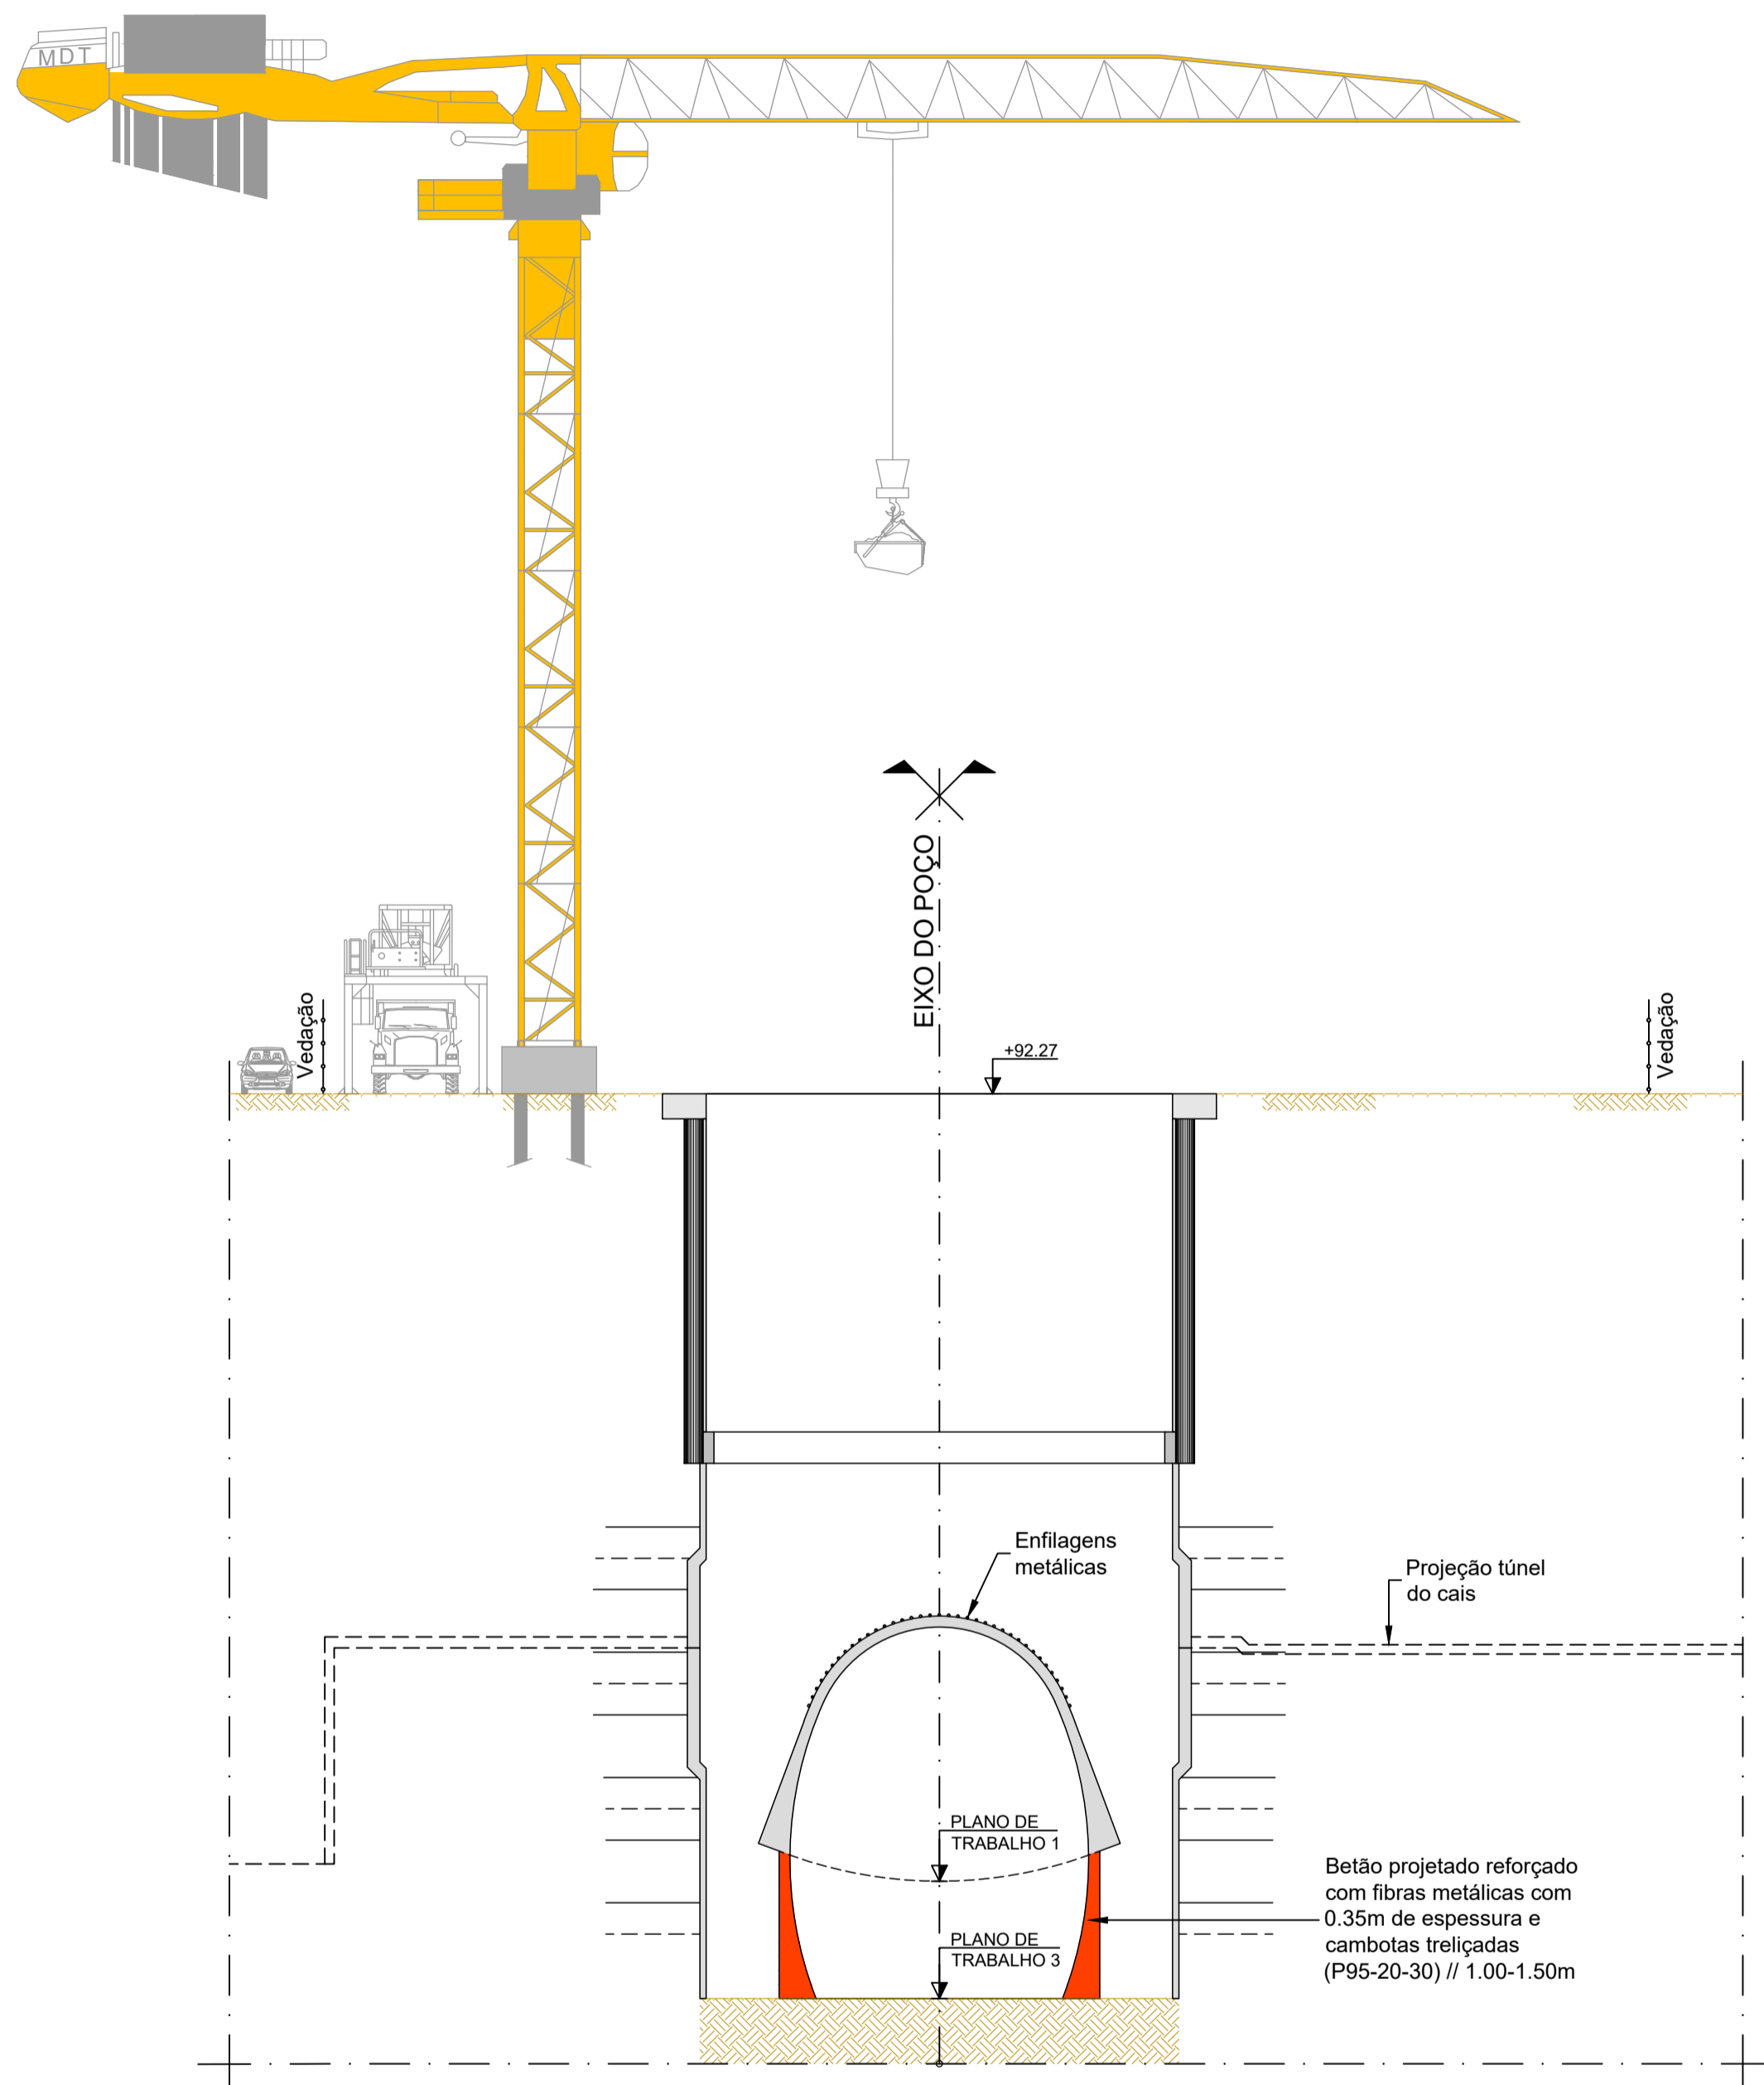 MDT
EIXO DO POÇO
Vedação
Vedação
+92.27
Enfilagens
metálicas
Projeção túnel
do cais
PLANO DE
TRABALHO 1
Betão projetado reforçado
com fibras metálicas com
0.35m de espessura e
cambotas treliçadas
(P95-20-30) // 1.00-1.50m
PLANO DE
TRABALHO 3